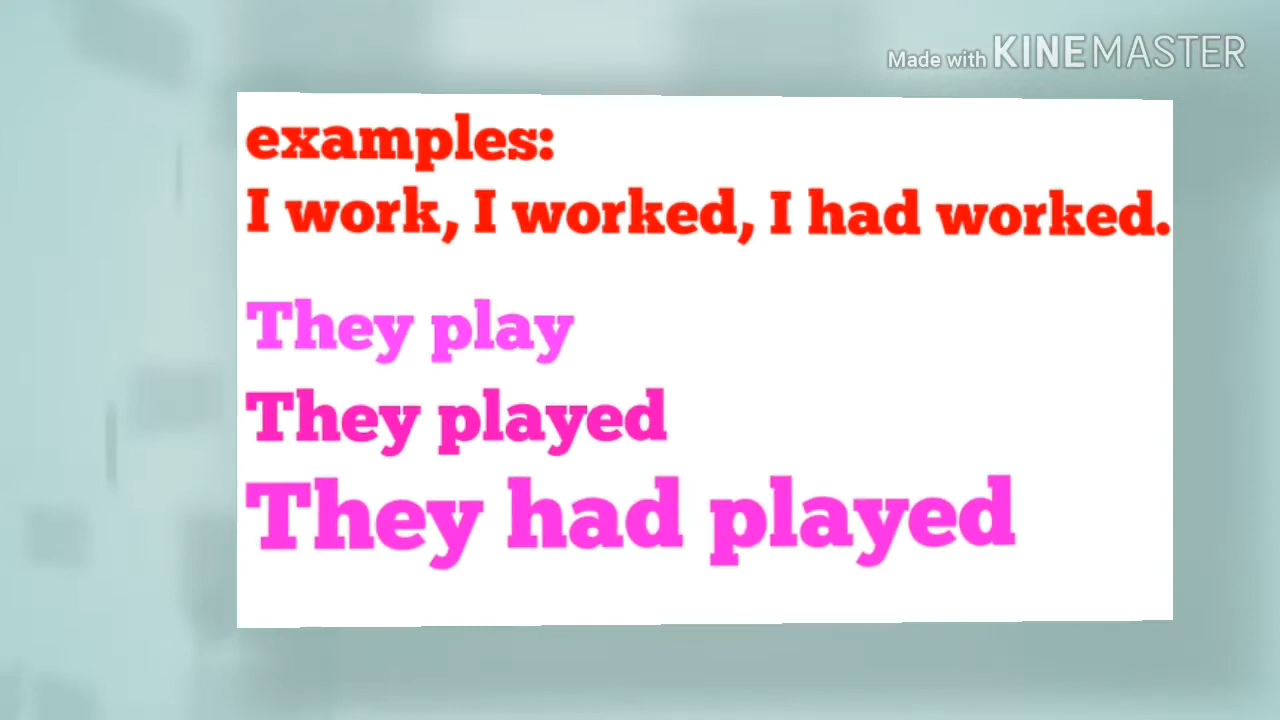 Made with KINEMASTER
examples:
I work, I worked, I had worked.
They play
They played
They had played